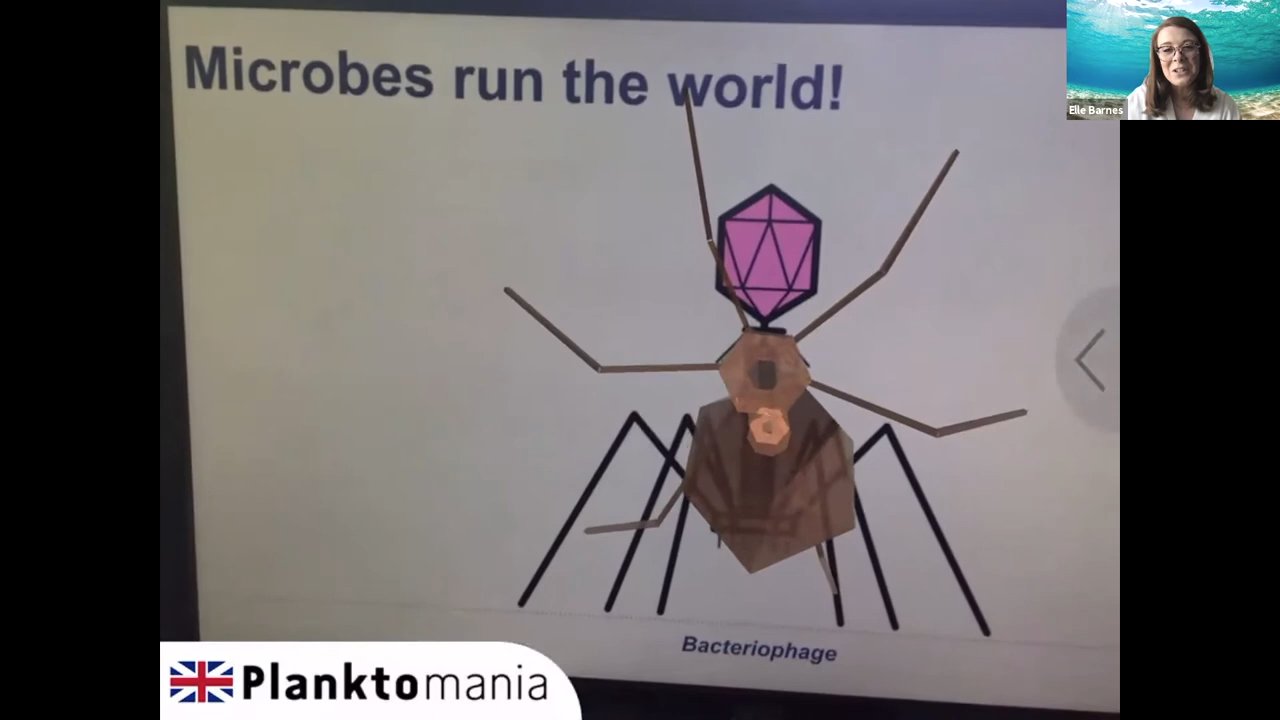 Microbes run the world!
Elle Barnes
Bacteriophage
Planktomania